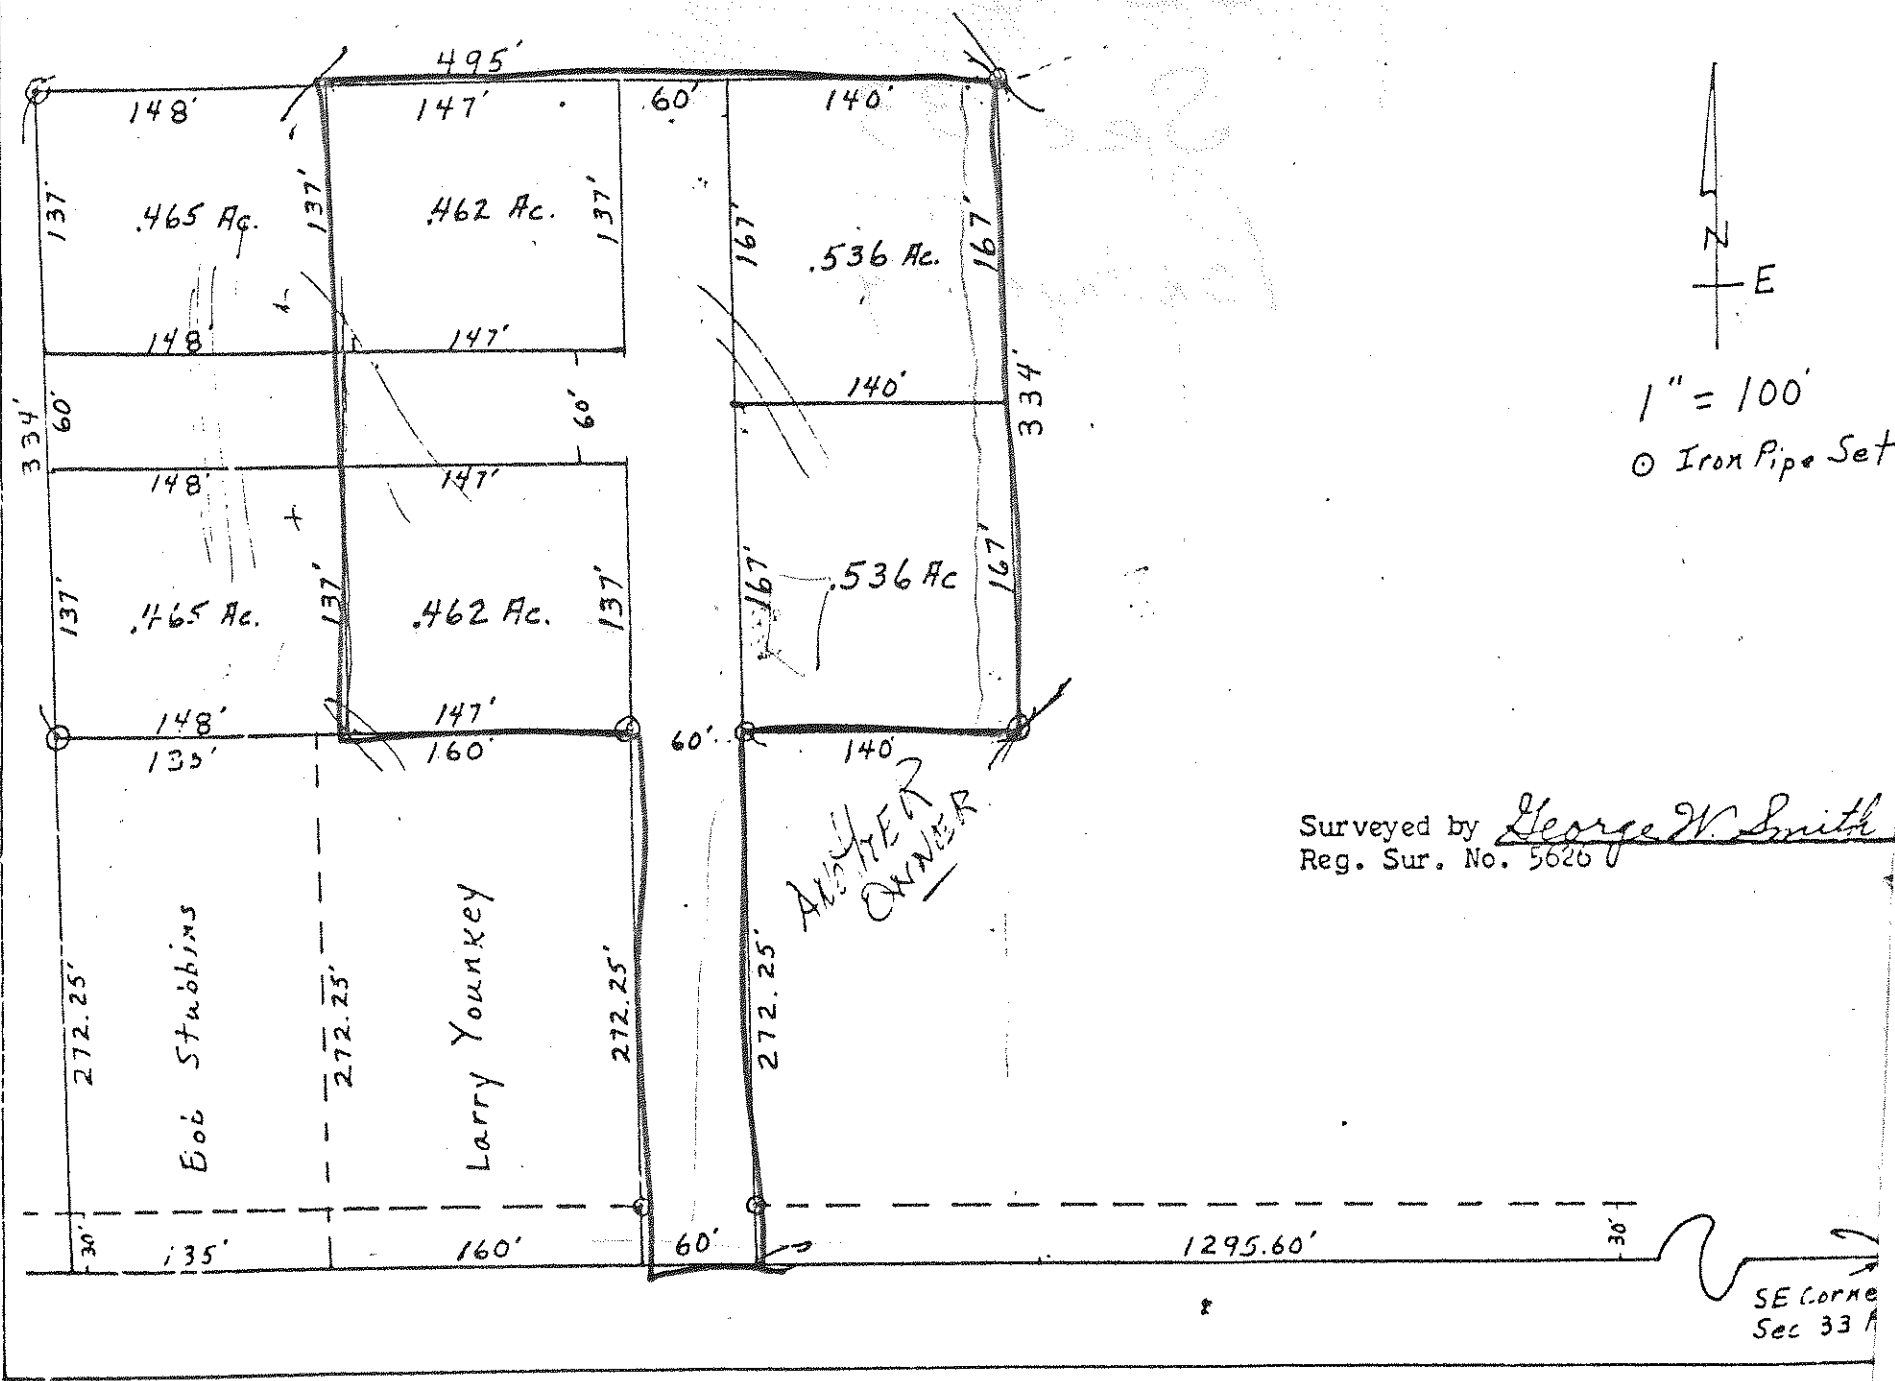 495'
148'
147'
60'
140'
137'
.465 Ac.
137'
.462 Ac.
137'
167'
.536 Ac.
167'
N
E
148'
147'
334'
60'
60'
140'
334'
1" = 100'
⊙ Iron Pipe Set
148'
147'
137'
.465 Ac.
137'
.462 Ac.
137'
167'
.536 Ac
167'
148'
147'
60'
135'
160'
140'
ANOTHER
OWNER
Surveyed by George W. Smith
Reg. Sur. No. 5626
272.25'
Bob Stubbins
272.25'
Larry Younkey
272.25'
272.25'
30'
135'
160'
60'
1295.60'
30'
SE Corne
Sec 33